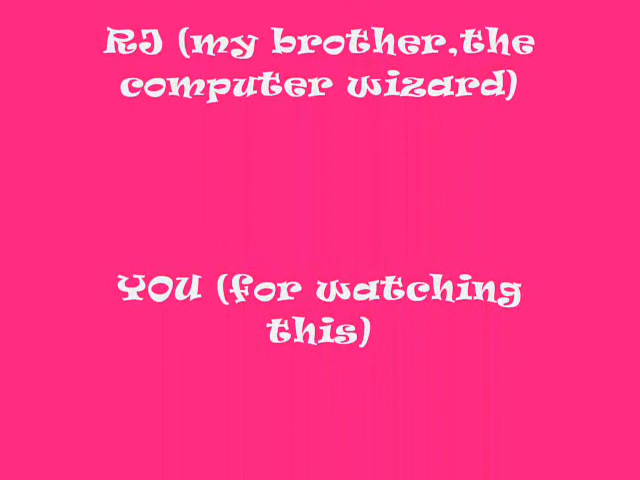 RJ (my brother,the
computer wizard)
YOU (for watching
this)